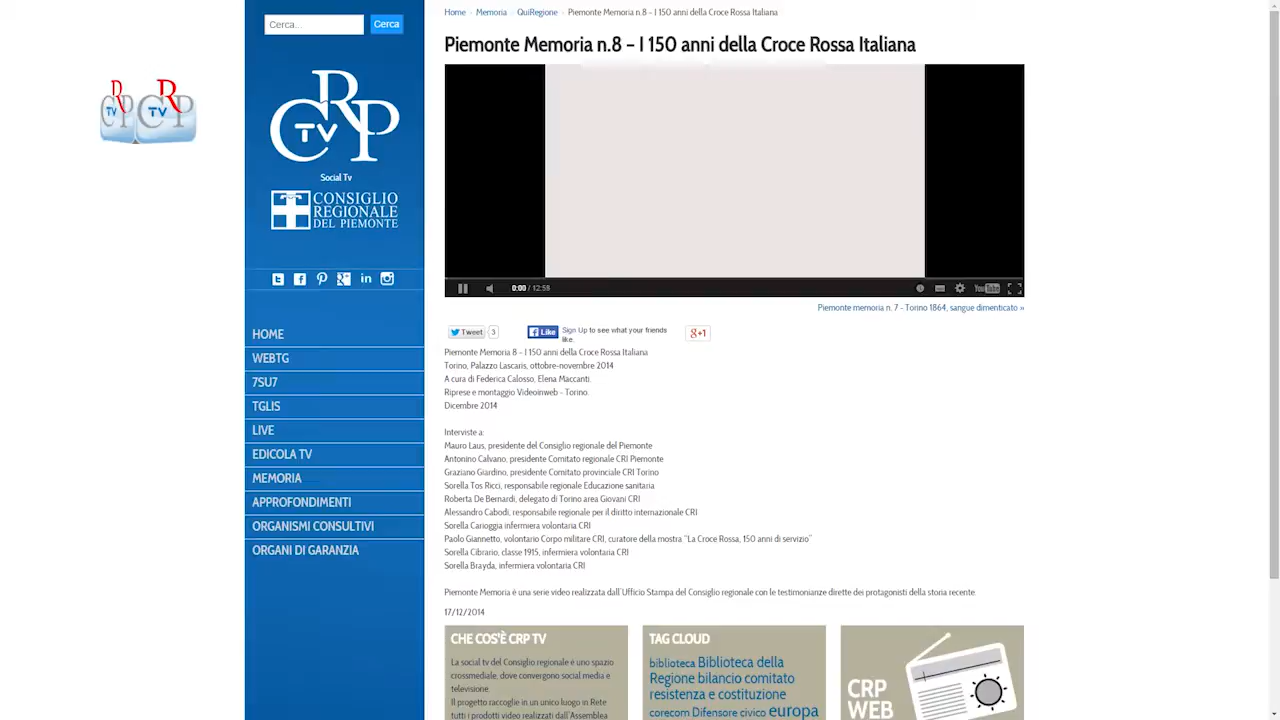 Cerca...
Cerca
CRP TV
CRP TV
CRP TV
Social Tv
CONSIGLIO
REGIONALE
DEL PIEMONTE
HOME
WEBTG
7SU7
TGLIS
LIVE
EDICOLA TV
MEMORIA
APPROFONDIMENTI
ORGANISMI CONSULTIVI
ORGANI DI GARANZIA
Home Memoria QuiRegione Piemonte Memoria n.8 – I 150 anni della Croce Rossa Italiana
Piemonte Memoria n.8 – I 150 anni della Croce Rossa Italiana
0:00 / 12:58
YouTube
Piemonte memoria n. 7 - Torino 1864, sangue dimenticato »
Tweet 3
Like Sign Up to see what your friends
like.
g+1
Piemonte Memoria 8 – I 150 anni della Croce Rossa Italiana
Torino, Palazzo Lascaris, ottobre-novembre 2014
A cura di Federica Calosso, Elena Maccanti.
Riprese e montaggio Videoinweb - Torino.
Dicembre 2014
Interviste a:
Mauro Laus, presidente del Consiglio regionale del Piemonte
Antonino Calvano, presidente Comitato regionale CRI Piemonte
Graziano Giardino, presidente Comitato provinciale CRI Torino
Sorella Tos Ricci, responsabile regionale Educazione sanitaria
Roberta De Bernardi, delegato di Torino area Giovani CRI
Alessandro Cabodi, responsabile regionale per il diritto internazionale CRI
Sorella Carioggia infermiera volontaria CRI
Paolo Giannetto, volontario Corpo militare CRI, curatore della mostra “La Croce Rossa, 150 anni di servizio”
Sorella Cibrario, classe 1915, infermiera volontaria CRI
Sorella Brayda, infermiera volontaria CRI
Piemonte Memoria é una serie video realizzata dall'Ufficio Stampa del Consiglio regionale con le testimonianze dirette dei protagonisti della storia recente.
17/12/2014
CHE COS'È CRP TV
La social tv del Consiglio regionale é uno spazio
crossmediale, dove convergono social media e
televisione.
Il progetto raccoglie in un unico luogo in Rete
tutti i prodotti video realizzati dall'Assemblea
TAG CLOUD
biblioteca Biblioteca della
Regione bilancio comitato
resistenza e costituzione
corecom Difensore civico europa
CRP
WEB